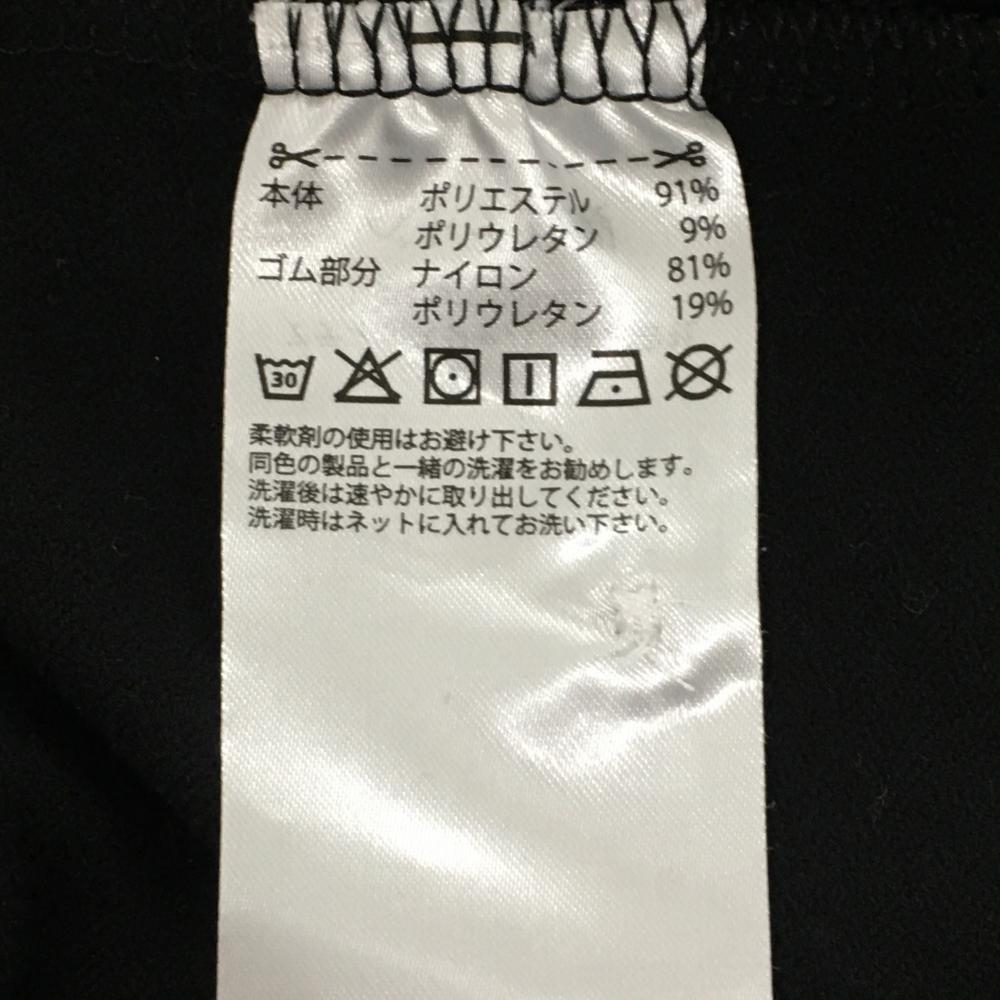 本体 ポリエステル 91%
ポリウレタン 9%
ゴム部分 ナイロン 81%
ポリウレタン 19%
30
柔軟剤の使用はお避け下さい。
同色の製品と一緒の洗濯をお勧めします。
洗濯後は速やかに取り出してください。
洗濯時はネットに入れてお洗い下さい。